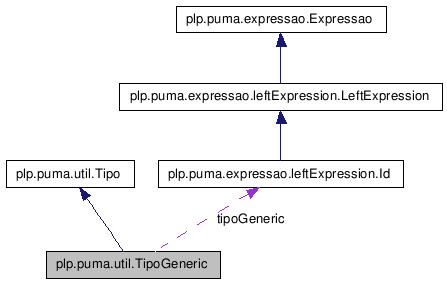 plp.puma.expressao.Expressao
plp.puma.expressao.leftExpression.LeftExpression
plp.puma.util.Tipo
plp.puma.expressao.leftExpression.Id
tipoGeneric
plp.puma.util.TipoGeneric